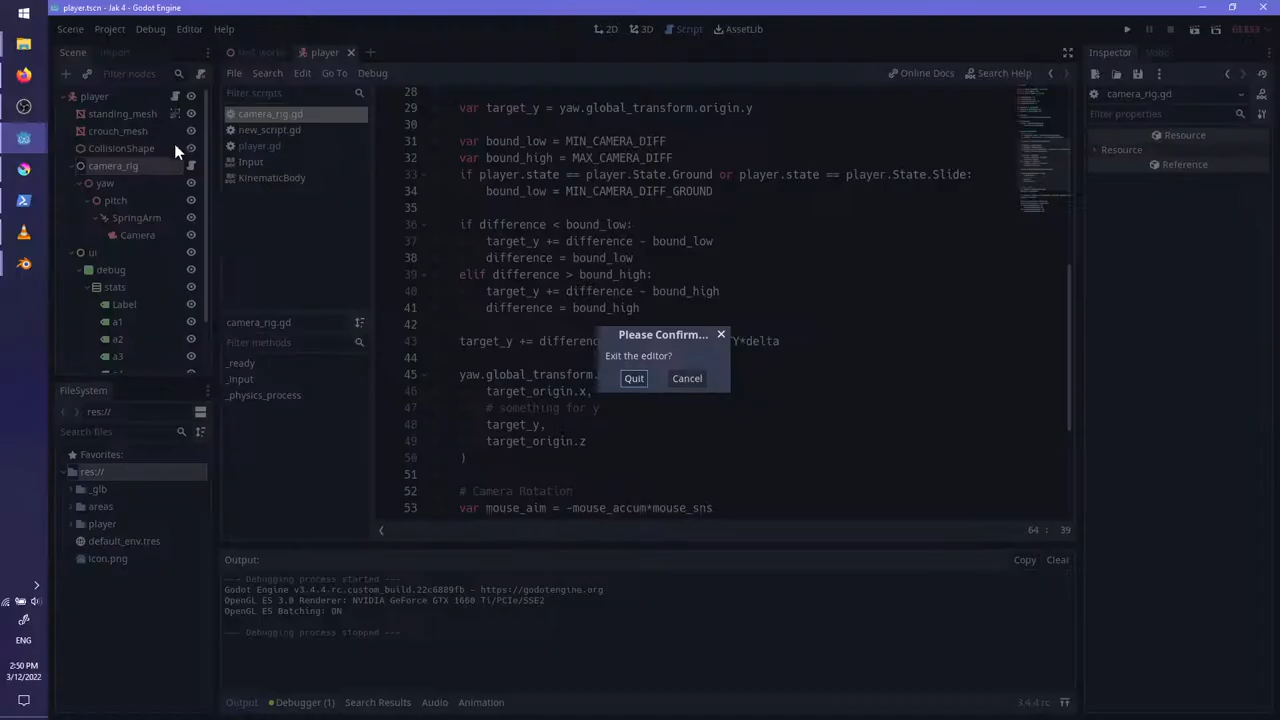 player.tscn - Jak 4 - Godot Engine
Scene Project Debug Editor Help
2D 3D Script AssetLib
GLES3
Scene Import
Filter nodes
player
standing_mesh
crouch_mesh
CollisionShape
camera_rig
yaw
pitch
SpringArm
Camera
ui
debug
stats
Label
a1
a2
a3
FileSystem
res://
Search files
Favorites:
res://
_glb
areas
player
default_env.tres
icon.png
player
File Search Edit Go To Debug
Online Docs Search Help
Filter scripts
camera_rig.gd
new_script.gd
player.gd
Input
KinematicBody
camera_rig.gd
Filter methods
_ready
_input
_physics_process
28
29 var target_y = yaw.global_transform.origin.y
30
31 var bound_low = MIN_CAMERA_DIFF
32 var bound_high = MAX_CAMERA_DIFF
33 if player.state == player.State.Ground or player.state == player.State.Slide:
34 bound_low = MIN_CAMERA_DIFF_GROUND
35
36 if difference < bound_low:
37 target_y += difference - bound_low
38 difference = bound_low
39 elif difference > bound_high:
40 target_y += difference - bound_high
41 difference = bound_high
42
43 target_y += differenc Y*delta
44
45 yaw.global_transform.
46 target_origin.x,
47 # something for y
48 target_y,
49 target_origin.z
50 )
51
52 # Camera Rotation
53 var mouse_aim = -mouse_accum*mouse_sns
64 : 39
Please Confirm...
Exit the editor?
Quit Cancel
Output:
Copy Clear
--- Debugging process started ---
Godot Engine v3.4.4.rc.custom_build.22c6889fb - https://godotengine.org
OpenGL ES 3.0 Renderer: NVIDIA GeForce GTX 1660 Ti/PCIe/SSE2
OpenGL ES Batching: ON
--- Debugging process stopped ---
Output Debugger (1) Search Results Audio Animation
3.4.4.rc
Inspector Node
camera_rig.gd
Filter properties
Resource
Resource
Reference
ENG
2:50 PM
3/12/2022